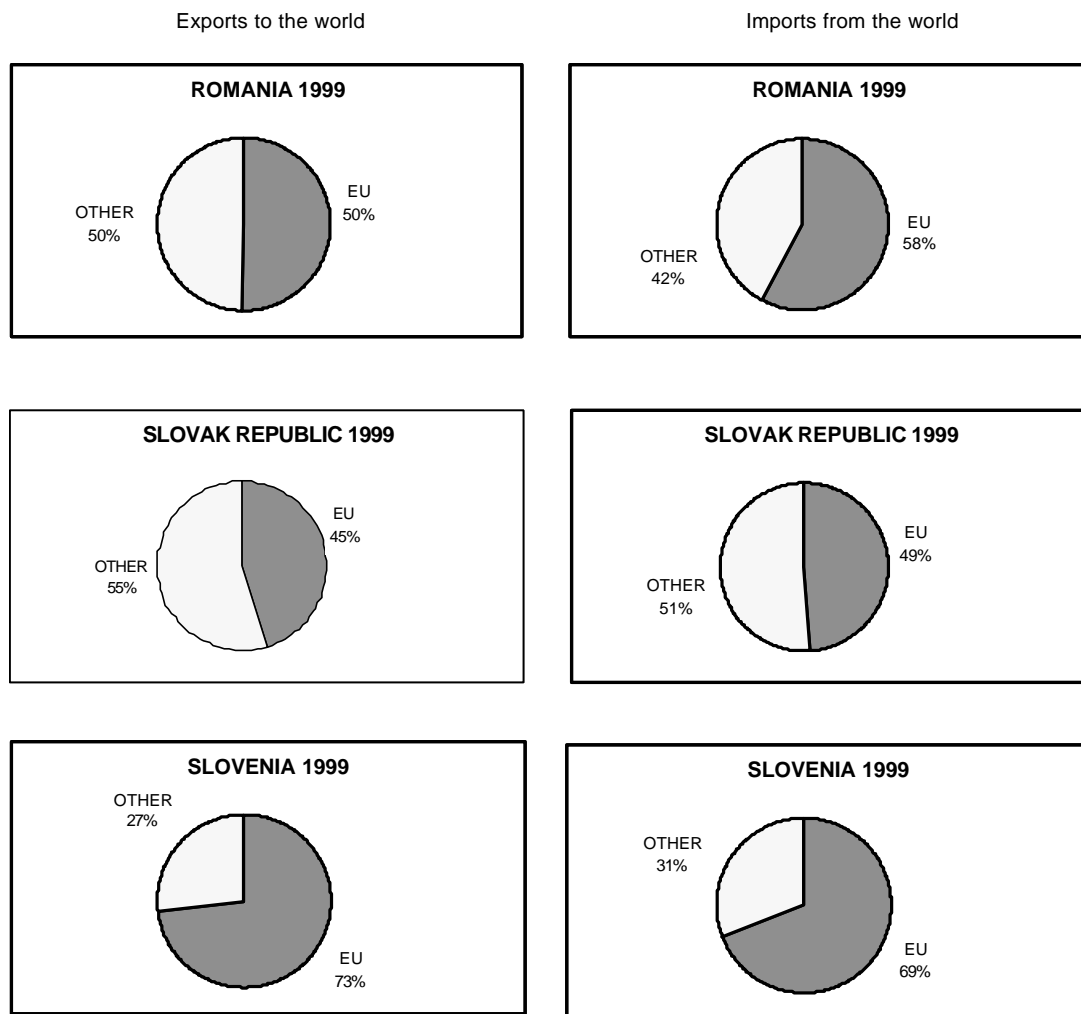 Exports to the world
Imports from the world
ROMANIA 1999
OTHER
50%
EU
50%
ROMANIA 1999
OTHER
42%
EU
58%
SLOVAK REPUBLIC 1999
OTHER
55%
EU
45%
SLOVAK REPUBLIC 1999
OTHER
51%
EU
49%
SLOVENIA 1999
OTHER
27%
EU
73%
SLOVENIA 1999
OTHER
31%
EU
69%